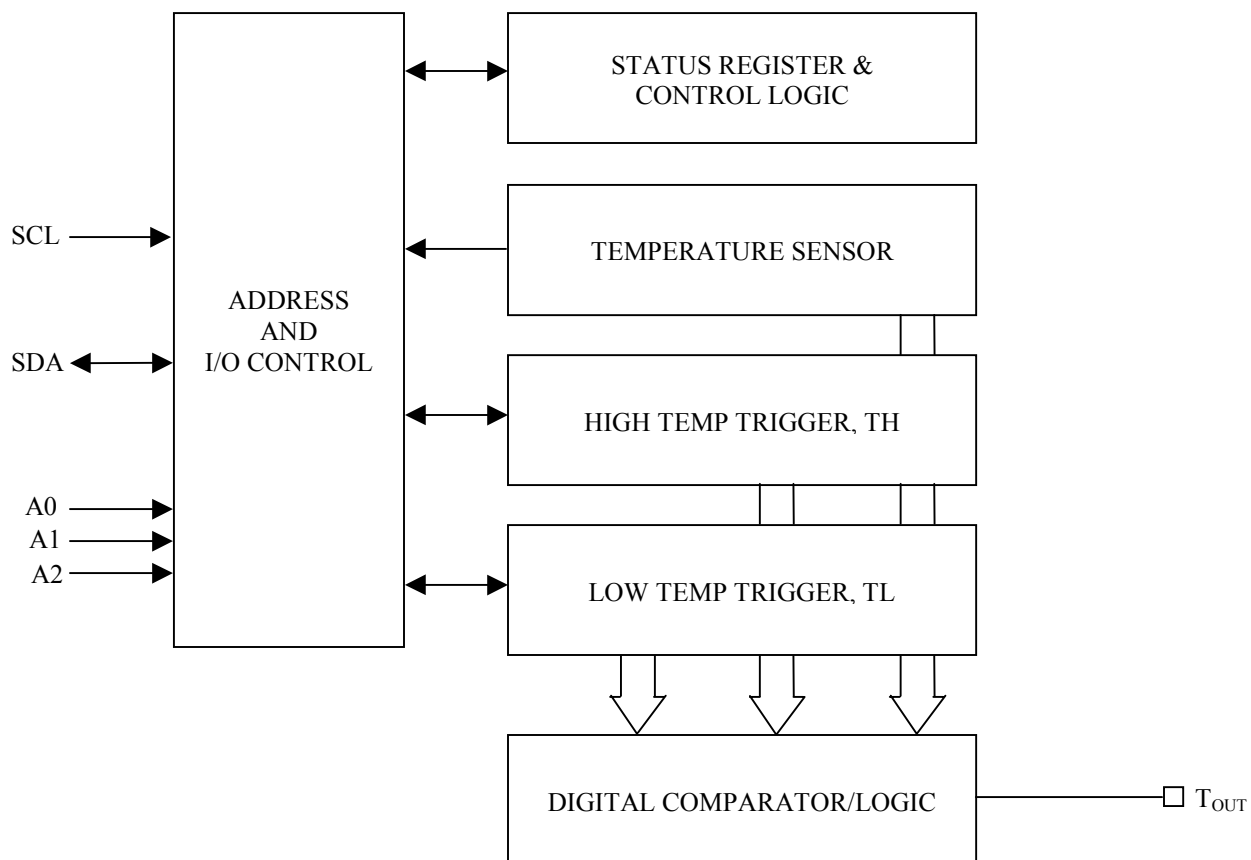 STATUS REGISTER &
CONTROL LOGIC
SCL
TEMPERATURE SENSOR
ADDRESS
AND
I/O CONTROL
SDA
HIGH TEMP TRIGGER, TH
A0
A1
A2
LOW TEMP TRIGGER, TL
DIGITAL COMPARATOR/LOGIC
TOUT